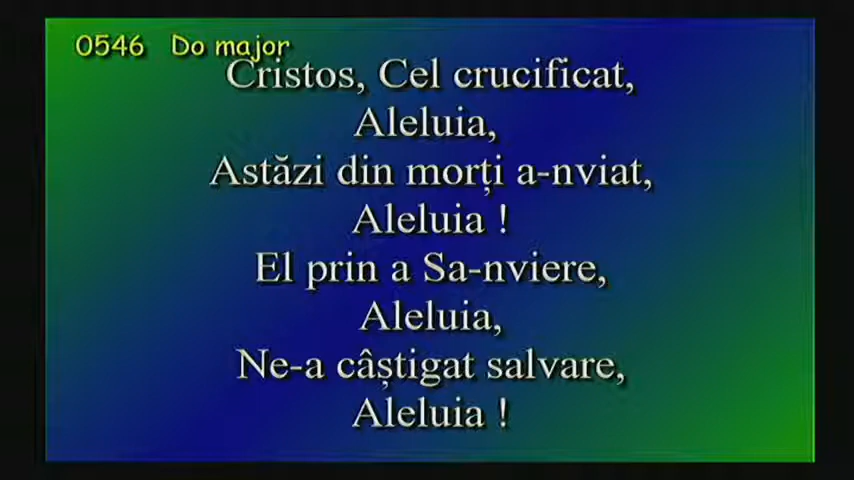 0546 Do major
Cristos, Cel crucificat,
Aleluia,
Astăzi din morți a-nviat,
Aleluia !
El prin a Sa-nviere,
Aleluia,
Ne-a câștigat salvare,
Aleluia !